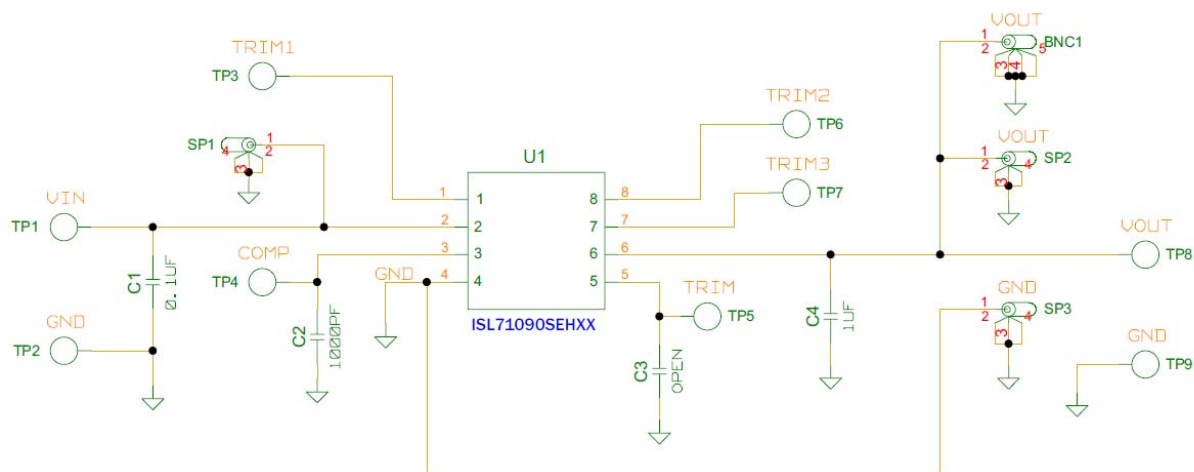 VOUT
1
2
BNC1
5
3
4
TRIM1
TP3
TRIM2
TP6
SP1
1
2
4
3
VOUT
1
2
SP2
4
3
U1
TRIM3
TP7
1
1
8
8
VIN
TP1
2
2
7
7
COMP
TP4
3
3
6
6
VOUT
TP8
GND
4
4
5
5
C1
0.1UF
TRIM
TP5
C4
1UF
GND
1
2
SP3
4
3
ISL71090SEHXX
GND
TP2
C2
1000PF
C3
OPEN
GND
TP9